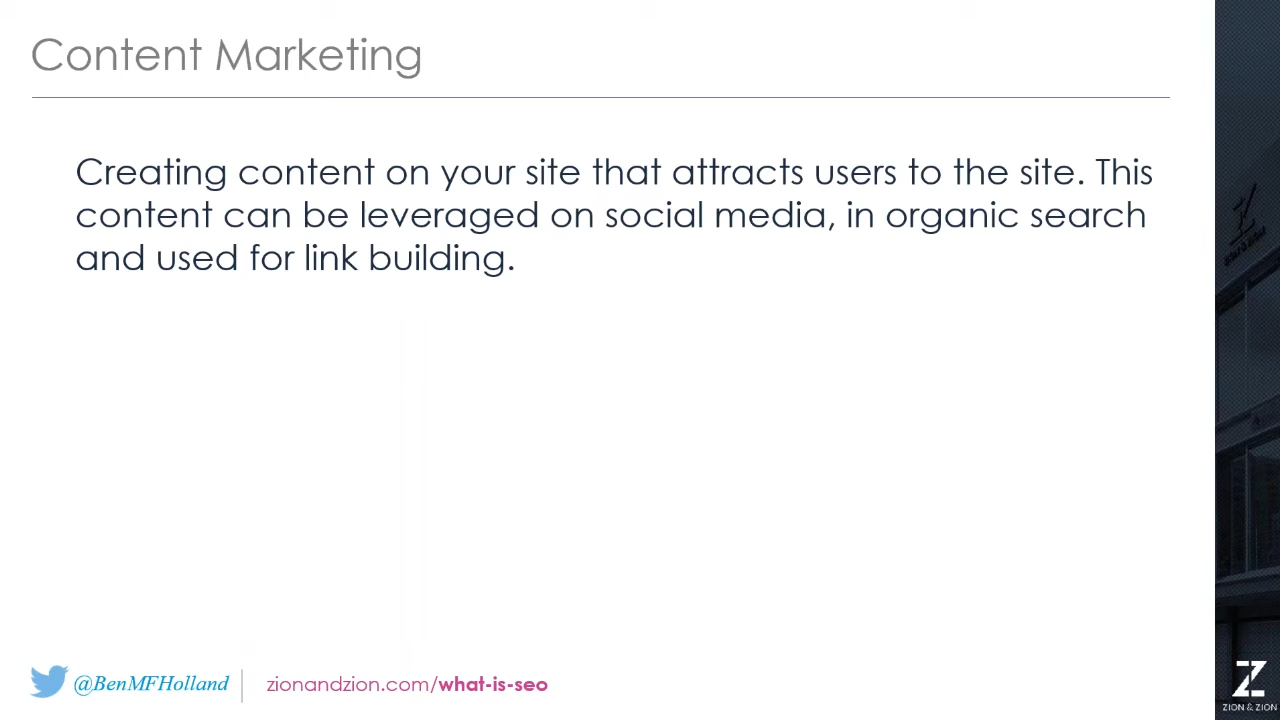 Content Marketing
Creating content on your site that attracts users to the site. This
content can be leveraged on social media, in organic search
and used for link building.
@BenMFHolland
zionandzion.com/what-is-seo
ZION & ZION